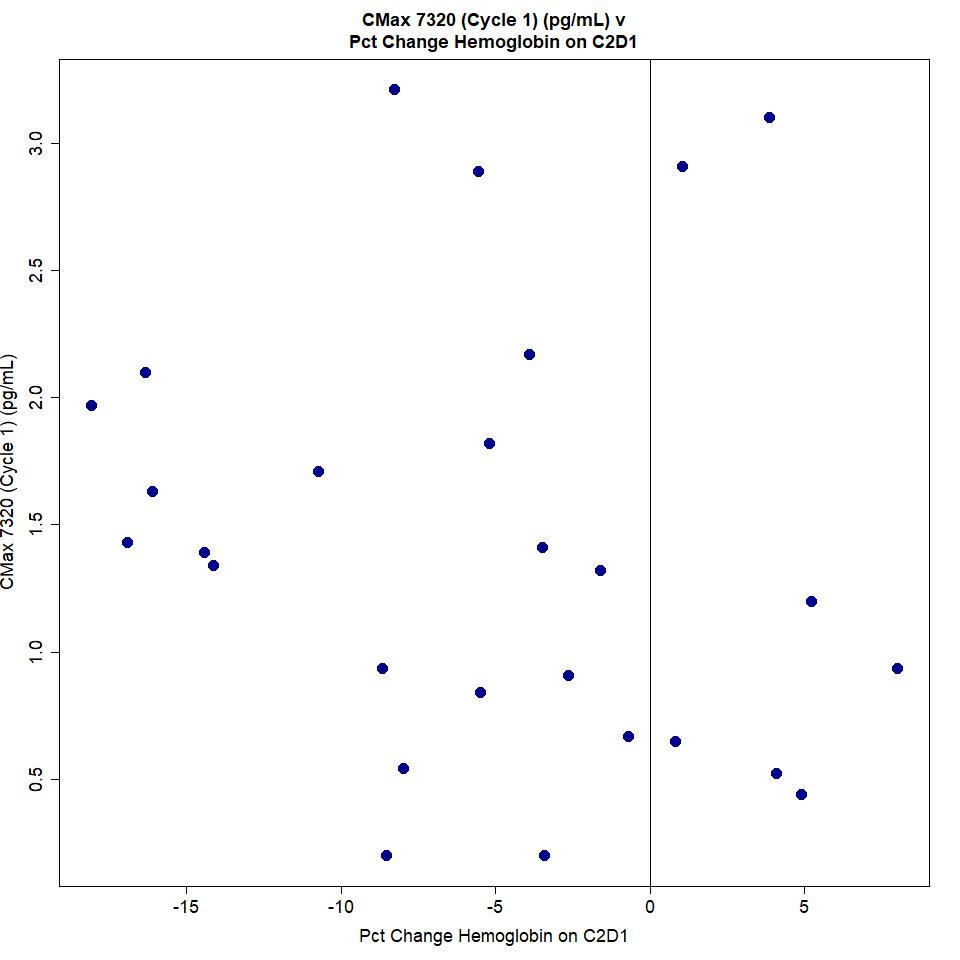 CMax 7320 (Cycle 1) (pg/mL) v
Pct Change Hemoglobin on C2D1
CMax 7320 (Cycle 1) (pg/mL)
3.0
2.5
2.0
1.5
1.0
0.5
-15 -10 -5 0 5
Pct Change Hemoglobin on C2D1